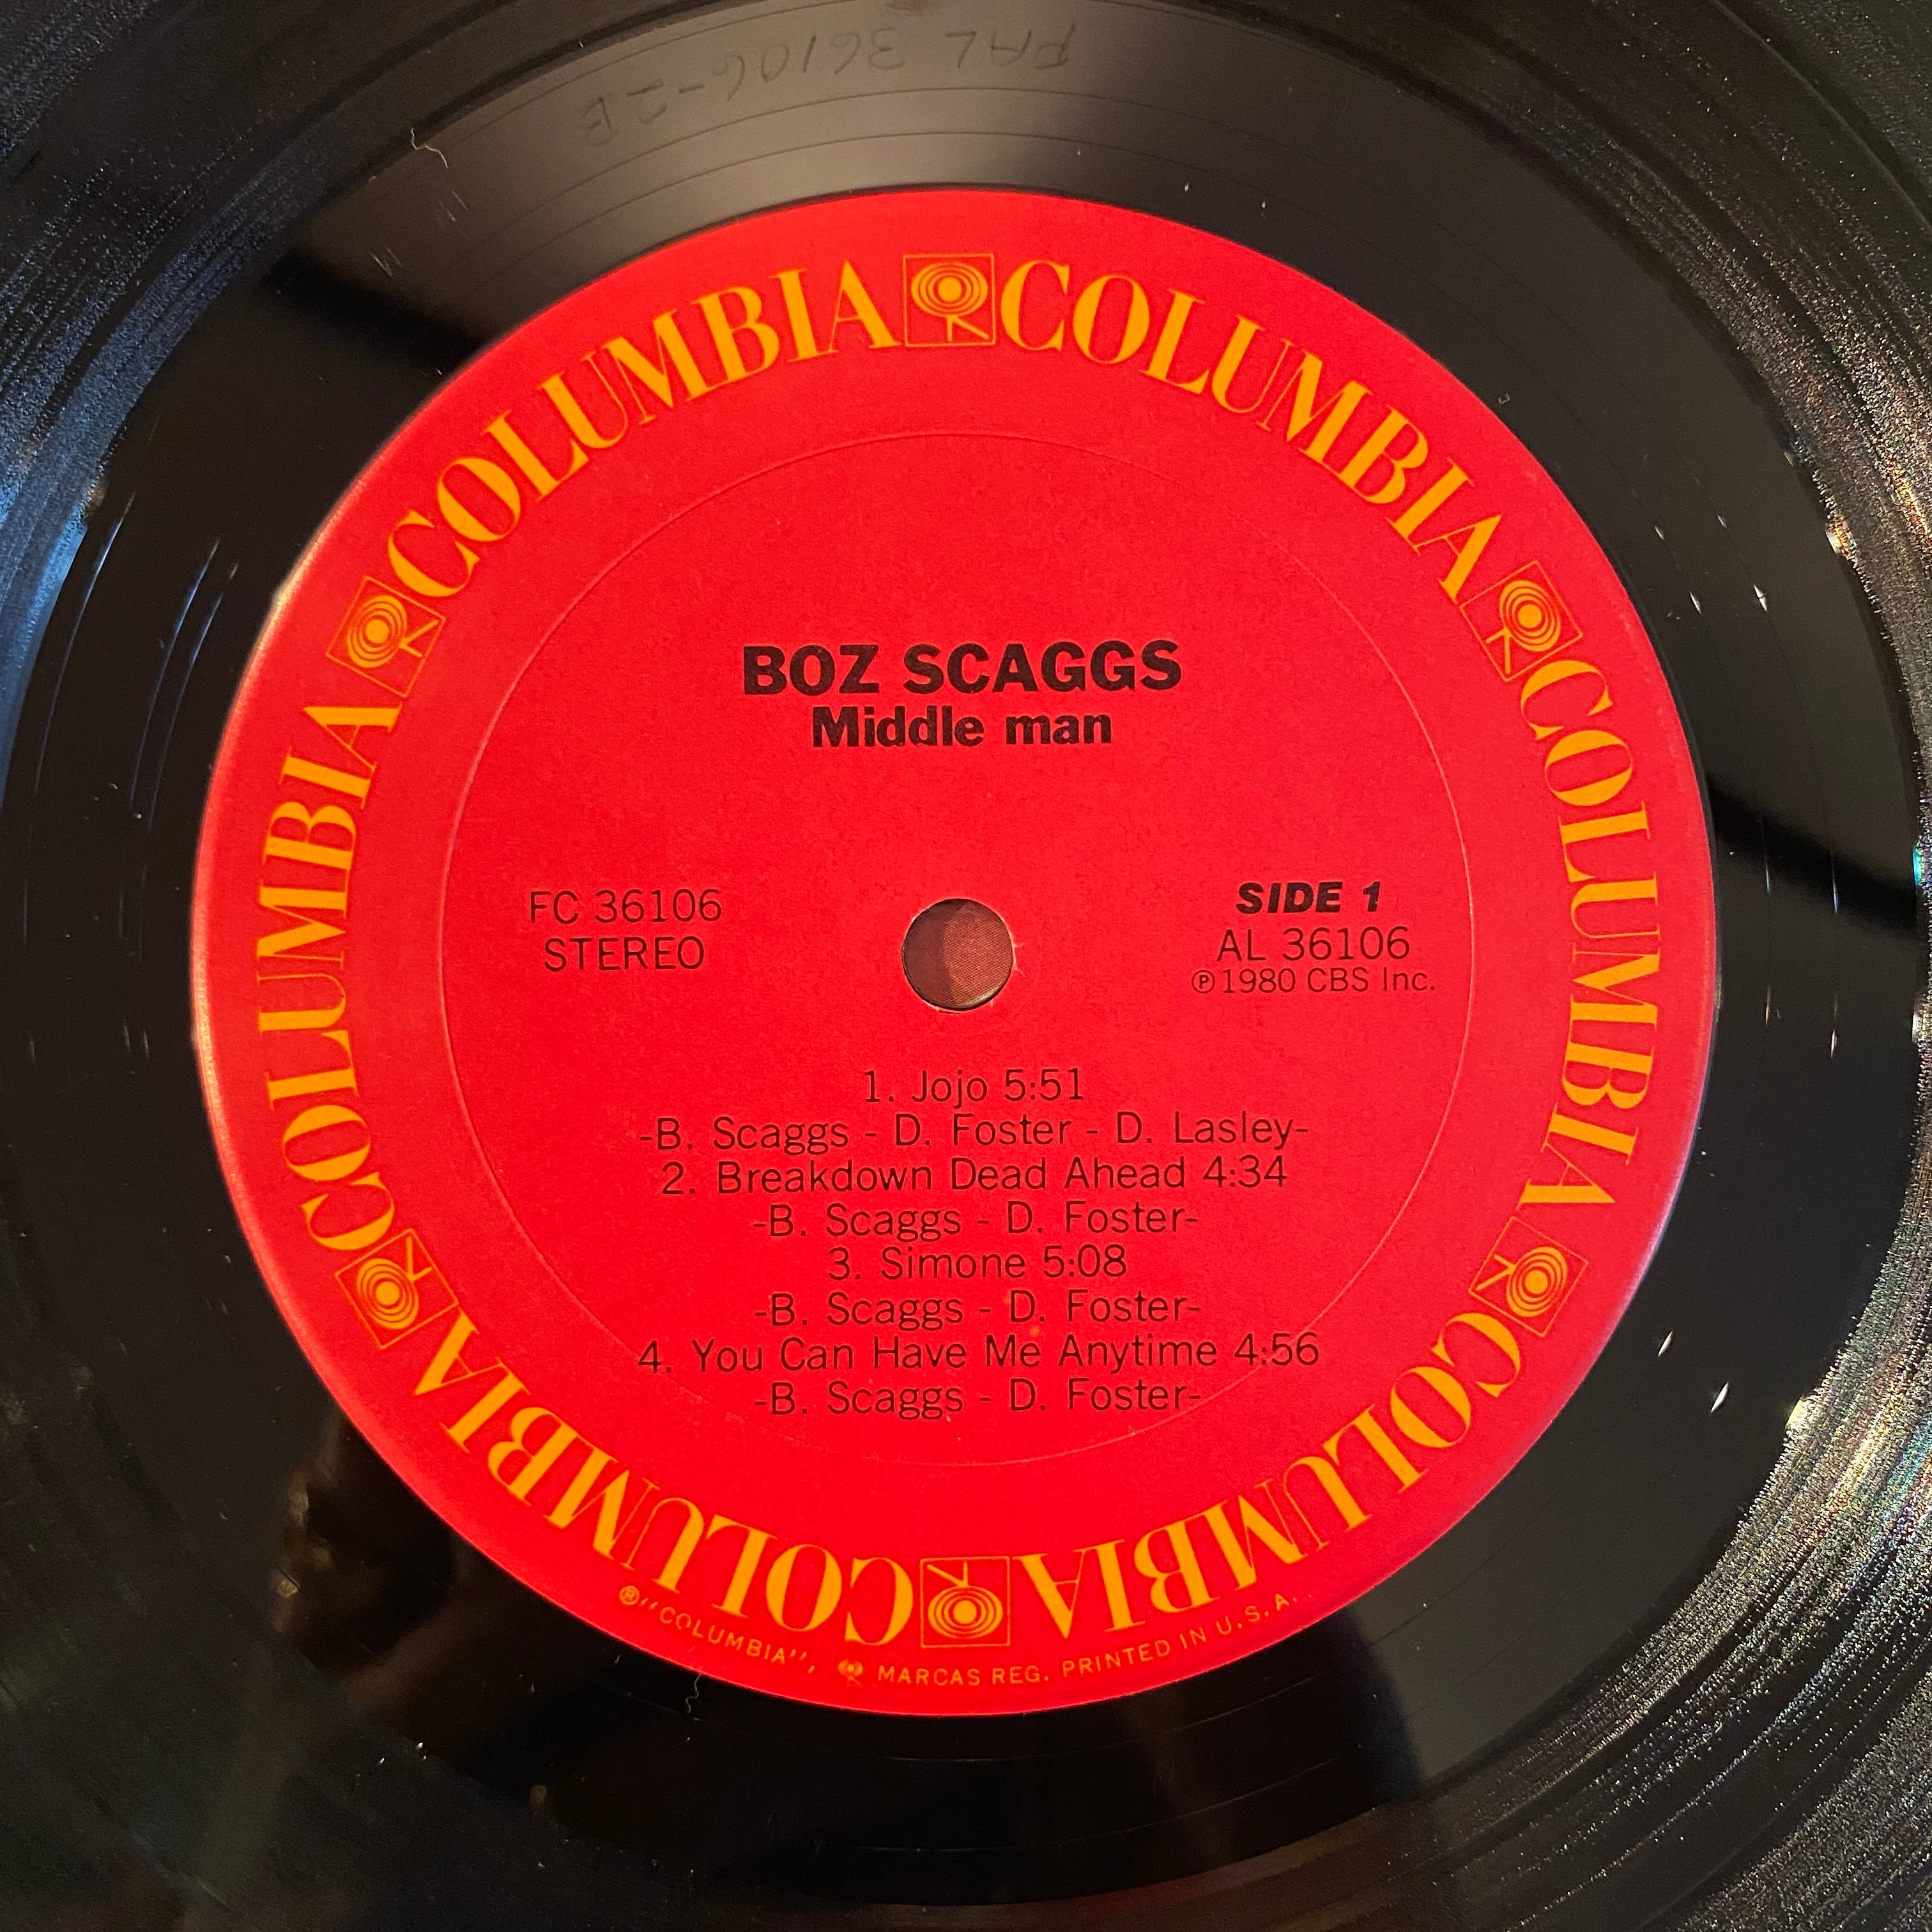 PAL 36106-2B
COLUMBIA COLUMBIA COLUMBIA COLUMBIA COLUMBIA COLUMBIA
BOZ SCAGGS
Middle man
FC 36106
STEREO
SIDE 1
AL 36106
Ⓟ1980 CBS Inc.
1. Jojo 5:51
-B. Scaggs - D. Foster - D. Lasley-
2. Breakdown Dead Ahead 4:34
-B. Scaggs - D. Foster-
3. Simone 5:08
-B. Scaggs - D. Foster-
4. You Can Have Me Anytime 4:56
-B. Scaggs - D. Foster-
®"COLUMBIA", MARCAS REG. PRINTED IN U.S.A.